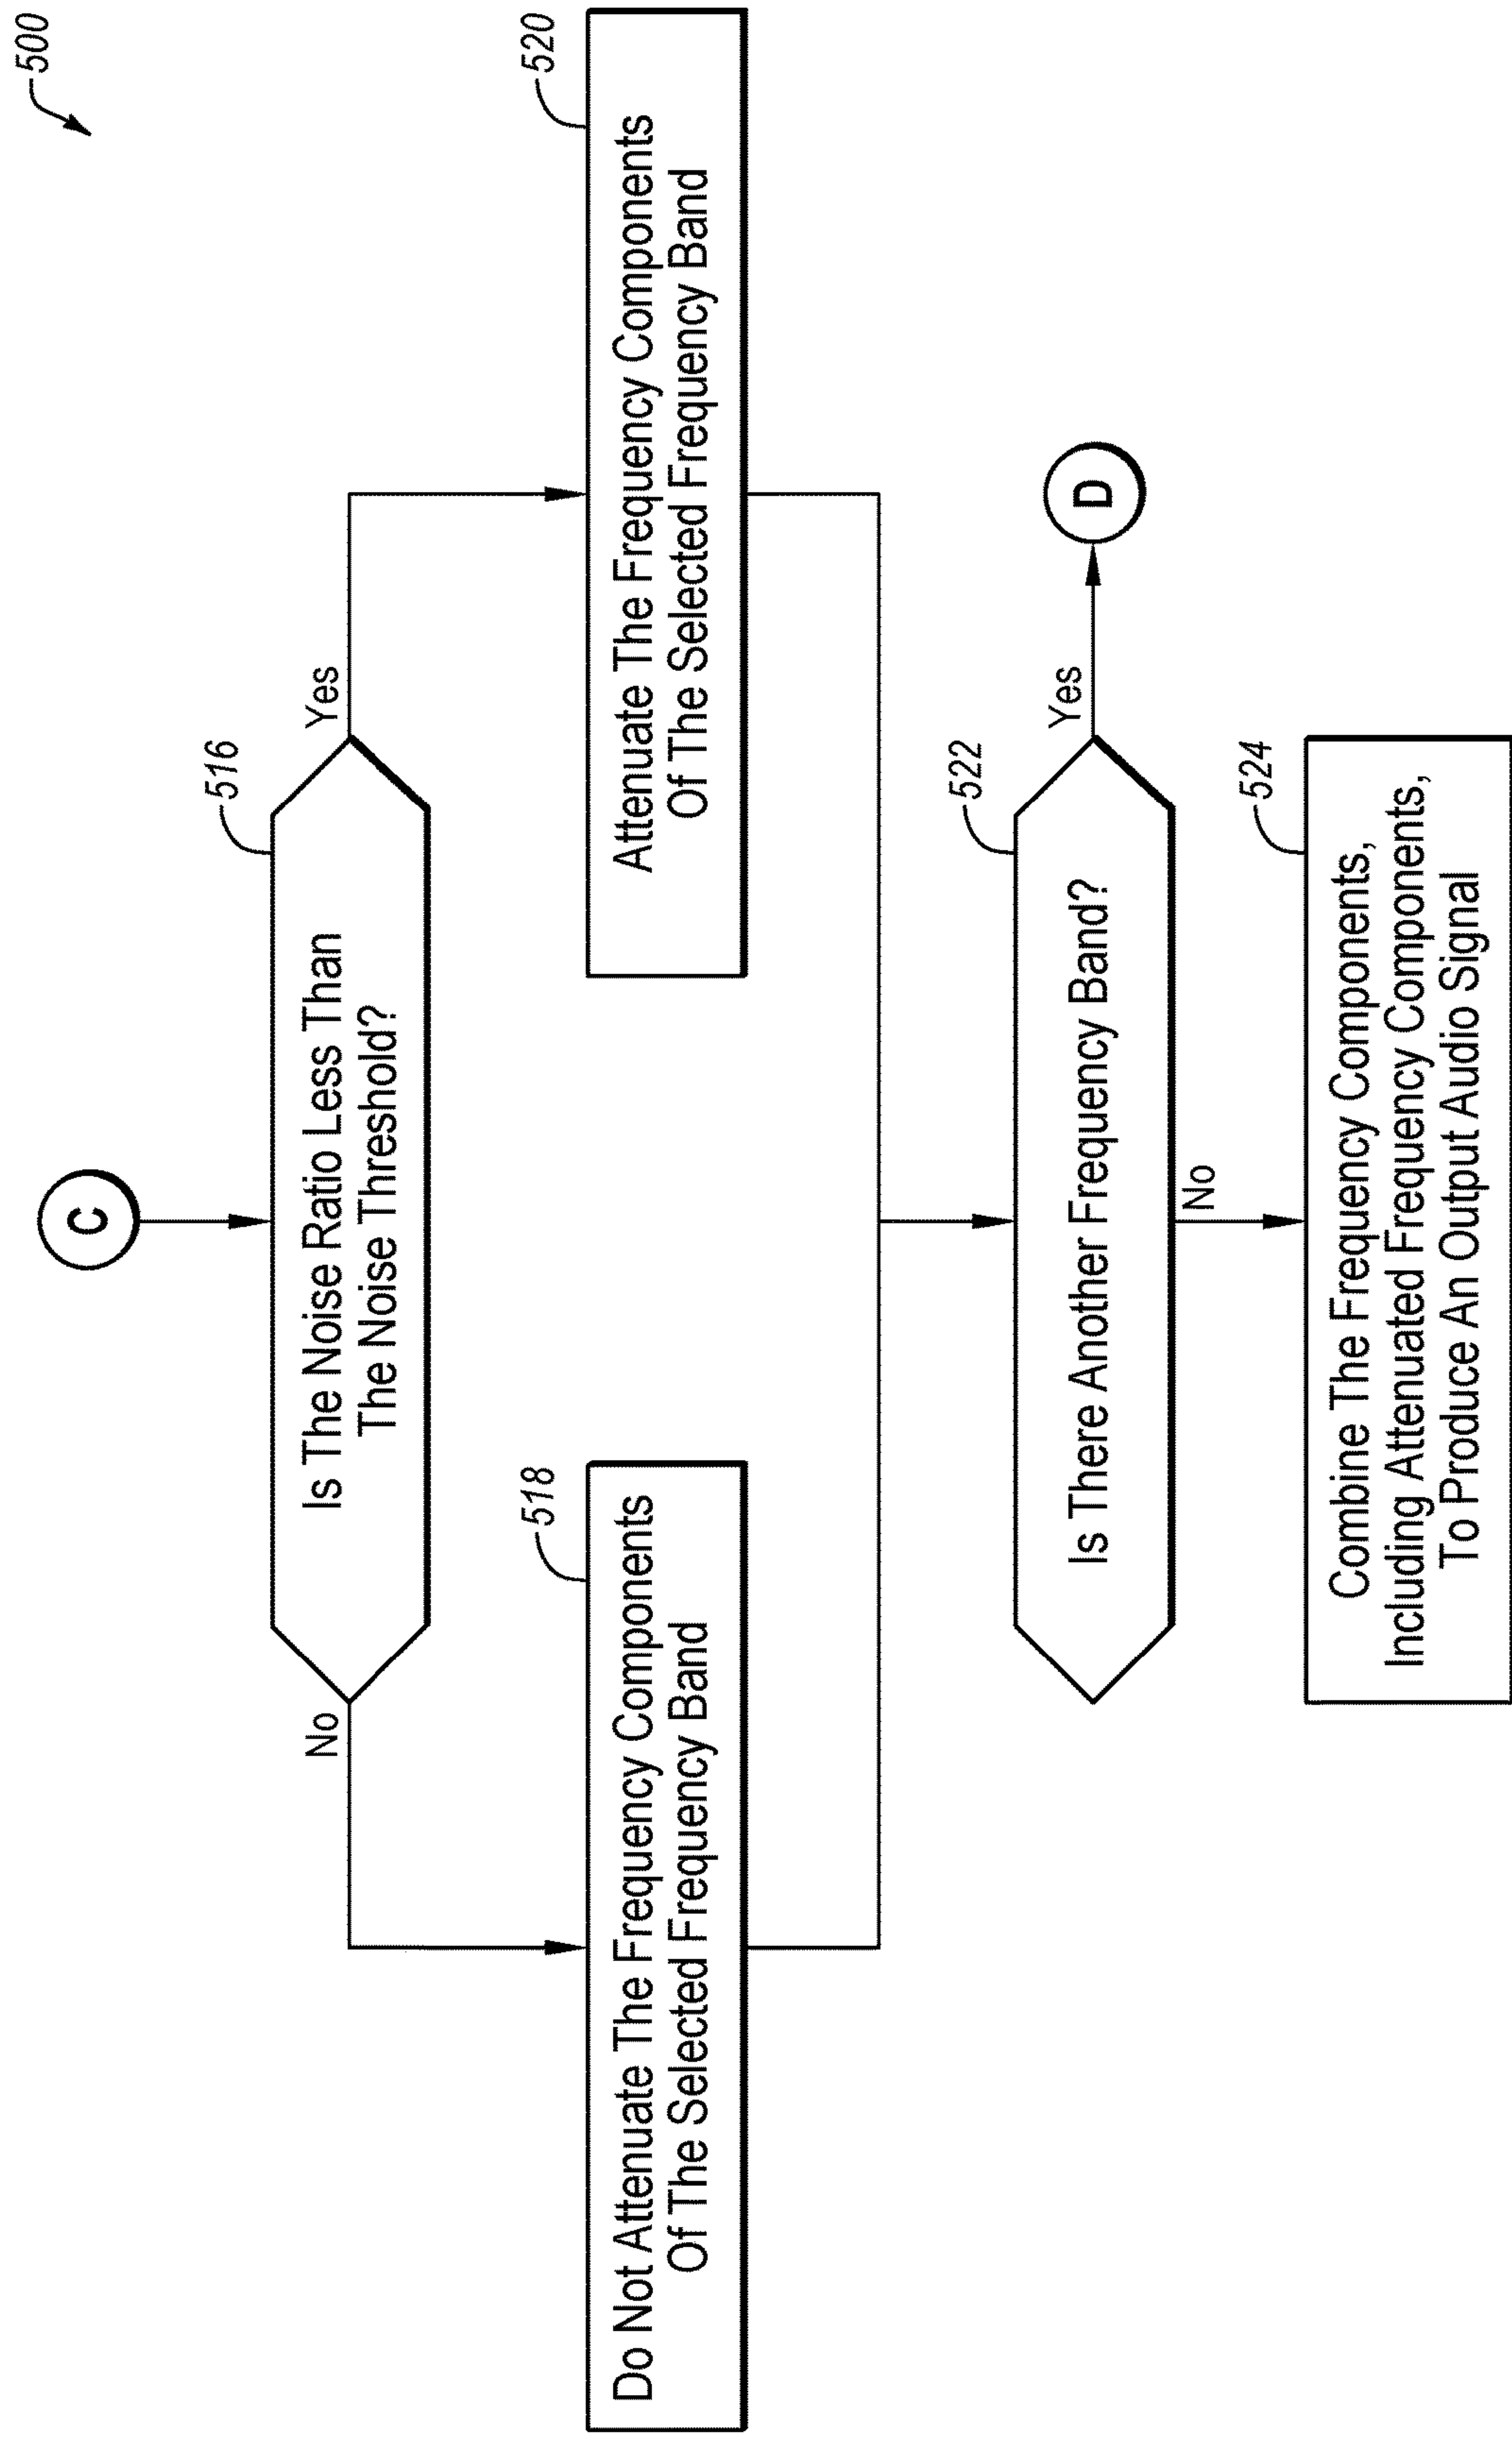 500
C
516
Is The Noise Ratio Less Than
The Noise Threshold?
No
Yes
518
Do Not Attenuate The Frequency Components
Of The Selected Frequency Band
520
Attenuate The Frequency Components
Of The Selected Frequency Band
522
Is There Another Frequency Band?
Yes
D
No
524
Combine The Frequency Components,
Including Attenuated Frequency Components,
To Produce An Output Audio Signal